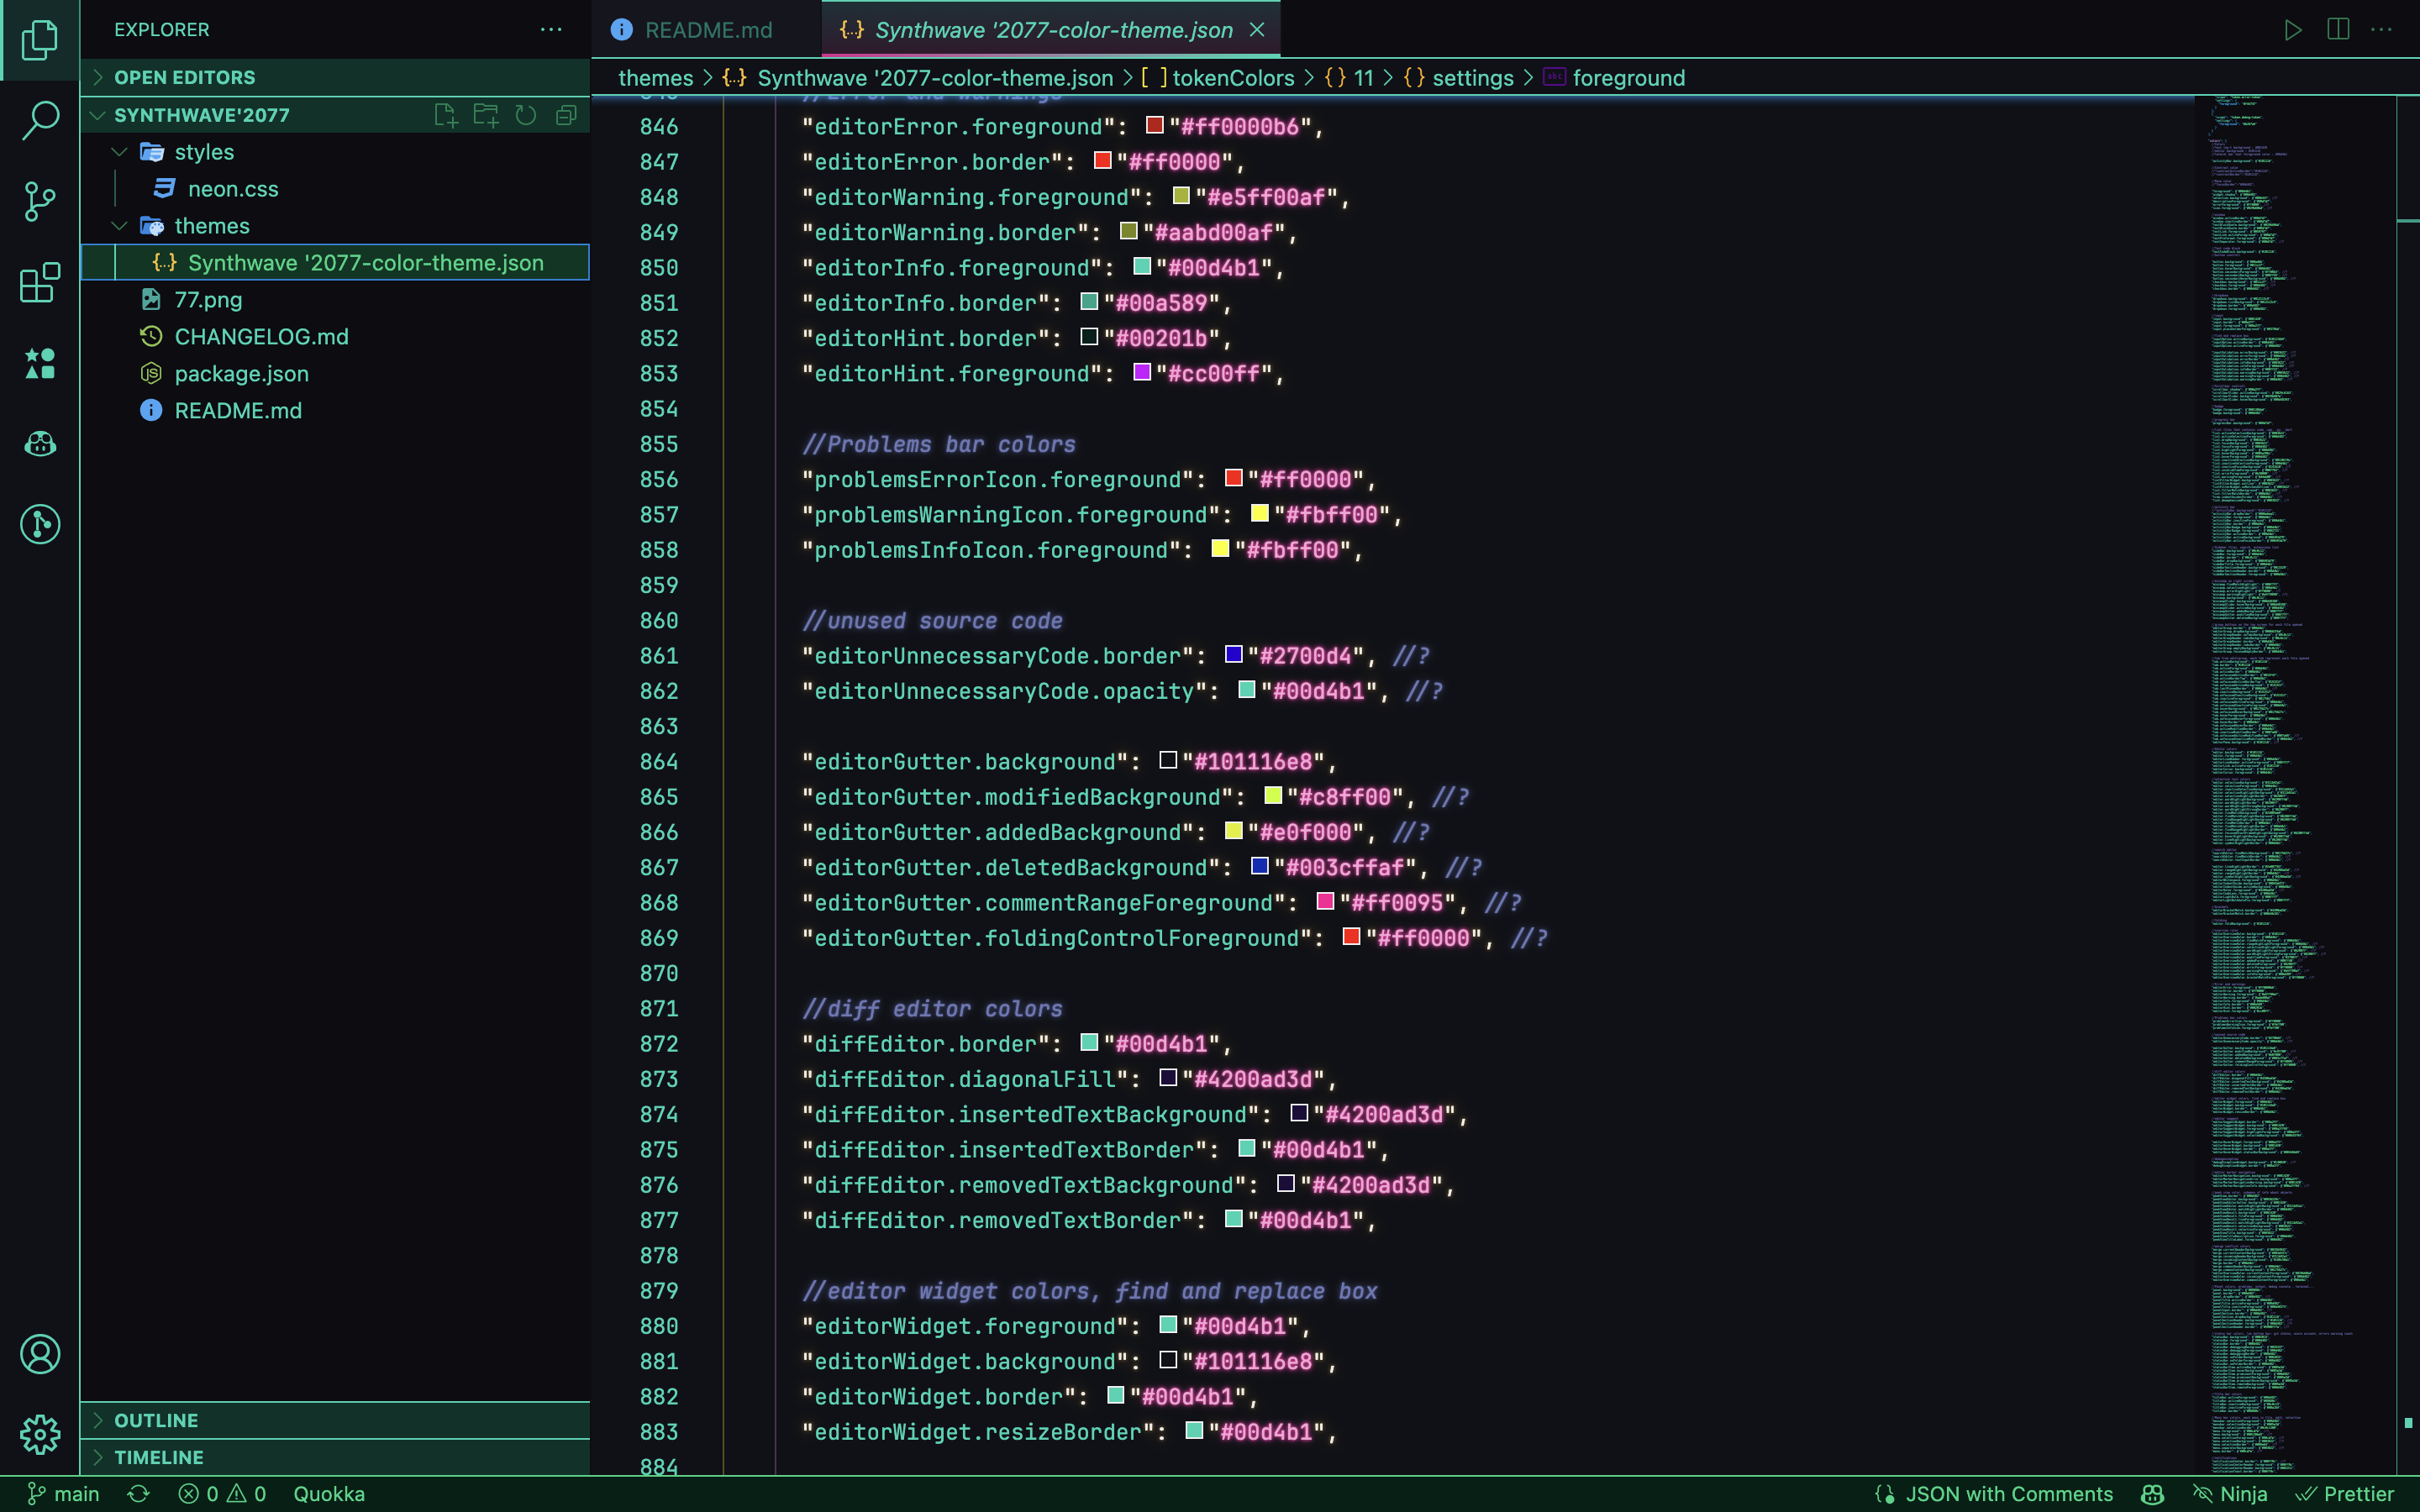 EXPLORER
OPEN EDITORS
SYNTHWAVE'2077
styles
neon.css
themes
Synthwave '2077-color-theme.json
77.png
CHANGELOG.md
package.json
README.md
OUTLINE
TIMELINE
README.md
Synthwave '2077-color-theme.json
themes > {..} Synthwave '2077-color-theme.json > [ ] tokenColors > {} 11 > {} settings > abc foreground
//Error and warnings
846 "editorError.foreground": "#ff0000b6",
847 "editorError.border": "#ff0000",
848 "editorWarning.foreground": "#e5ff00af",
849 "editorWarning.border": "#aabd00af",
850 "editorInfo.foreground": "#00d4b1",
851 "editorInfo.border": "#00a589",
852 "editorHint.border": "#00201b",
853 "editorHint.foreground": "#cc00ff",
854
855 //Problems bar colors
856 "problemsErrorIcon.foreground": "#ff0000",
857 "problemsWarningIcon.foreground": "#fbff00",
858 "problemsInfoIcon.foreground": "#fbff00",
859
860 //unused source code
861 "editorUnnecessaryCode.border": "#2700d4", //?
862 "editorUnnecessaryCode.opacity": "#00d4b1", //?
863
864 "editorGutter.background": "#101116e8",
865 "editorGutter.modifiedBackground": "#c8ff00", //?
866 "editorGutter.addedBackground": "#e0f000", //?
867 "editorGutter.deletedBackground": "#003cffaf", //?
868 "editorGutter.commentRangeForeground": "#ff0095", //?
869 "editorGutter.foldingControlForeground": "#ff0000", //?
870
871 //diff editor colors
872 "diffEditor.border": "#00d4b1",
873 "diffEditor.diagonalFill": "#4200ad3d",
874 "diffEditor.insertedTextBackground": "#4200ad3d",
875 "diffEditor.insertedTextBorder": "#00d4b1",
876 "diffEditor.removedTextBackground": "#4200ad3d",
877 "diffEditor.removedTextBorder": "#00d4b1",
878
879 //editor widget colors, find and replace box
880 "editorWidget.foreground": "#00d4b1",
881 "editorWidget.background": "#101116e8",
882 "editorWidget.border": "#00d4b1",
883 "editorWidget.resizeBorder": "#00d4b1",
884
main
0
0
Quokka
JSON with Comments
Ninja
Prettier